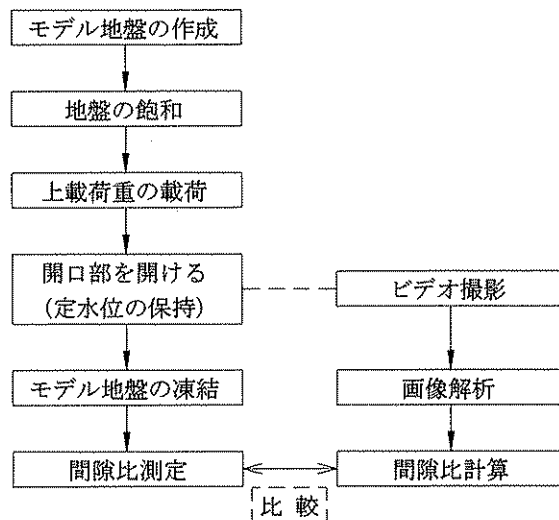 モデル地盤の作成
地盤の飽和
上載荷重の載荷
開口部を開ける
(定水位の保持)
ビデオ撮影
モデル地盤の凍結
画像解析
間隙比測定
間隙比計算
比 較